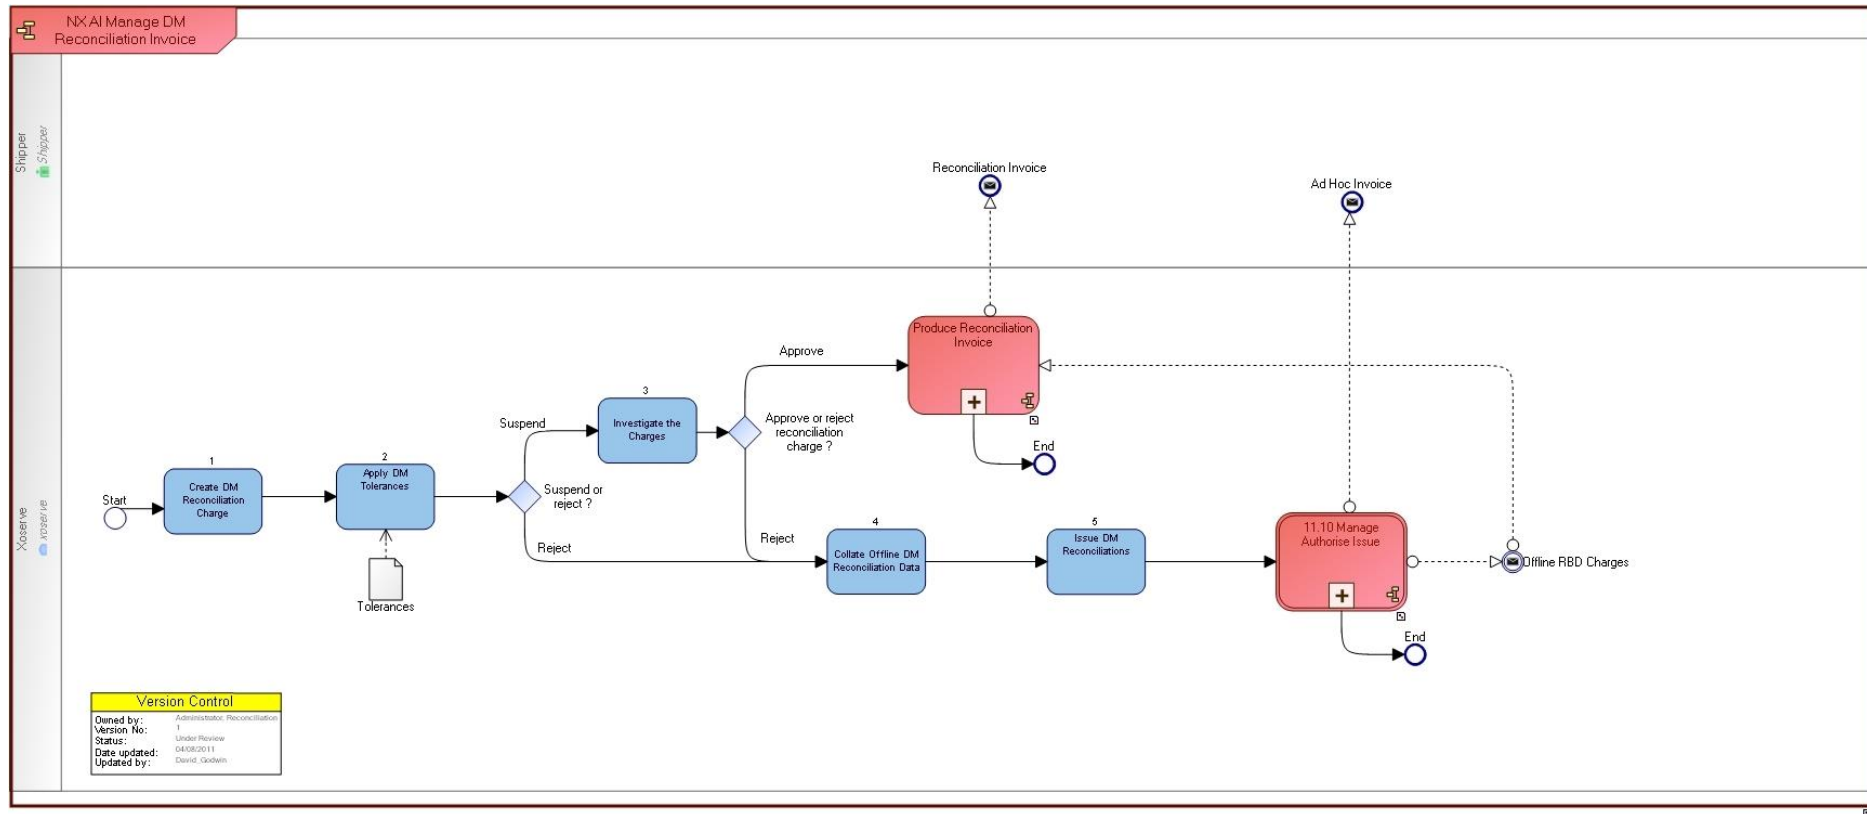 NX AI Manage DM
Reconciliation Invoice
Shipper
Shipper
Reconciliation Invoice
Ad Hoc Invoice
Xoserve
xoserve
Start
1
Create DM
Reconciliation
Charge
2
Apply DM
Tolerances
Tolerances
Suspend
Suspend or
reject ?
Reject
3
Investigate the
Charges
Approve
Approve or reject
reconciliation
charge ?
Reject
Produce Reconciliation
Invoice
End
4
Collate Offline DM
Reconciliation Data
5
Issue DM
Reconciliations
11.10 Manage
Authorise Issue
Offline RBD Charges
End
Version Control
Owned by: Administrator, Reconciliation
Version No: 1
Status: Under Review
Date updated: 04/08/2011
Updated by: David_Godwin